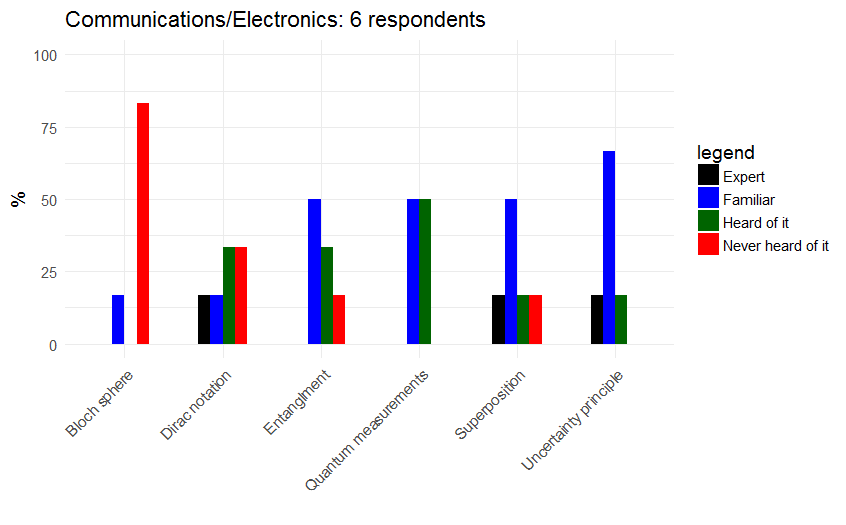 Communications/Electronics: 6 respondents
100
75
50
25
0
%
Bloch sphere
Dirac notation
Entanglment
Quantum measurements
Superposition
Uncertainty principle
legend
Expert
Familiar
Heard of it
Never heard of it